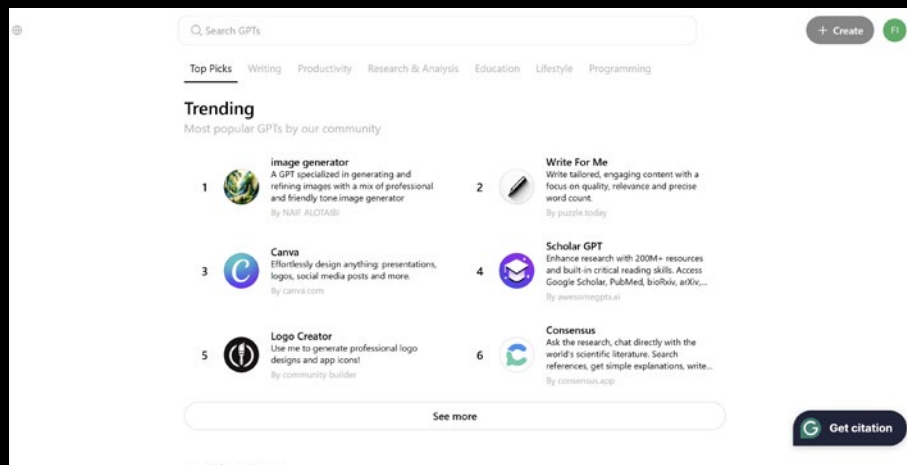 Search GPTs
+ Create
FI
Top Picks Writing Productivity Research & Analysis Education Lifestyle Programming
Trending
Most popular GPTs by our community
1
image generator
A GPT specialized in generating and
refining images with a mix of professional
and friendly tone.image generator
By NAIF ALOTAIBI
2
Write For Me
Write tailored, engaging content with a
focus on quality, relevance and precise
word count.
By puzzle.today
3
Canva
Effortlessly design anything: presentations,
logos, social media posts and more.
By canva.com
4
Scholar GPT
Enhance research with 200M+ resources
and built-in critical reading skills. Access
Google Scholar, PubMed, bioRxiv, arXiv,...
By awesomegpts.ai
5
Logo Creator
Use me to generate professional logo
designs and app icons!
By community builder
6
Consensus
Ask the research, chat directly with the
world's scientific literature. Search
references, get simple explanations, write...
By consensus.app
See more
Get citation